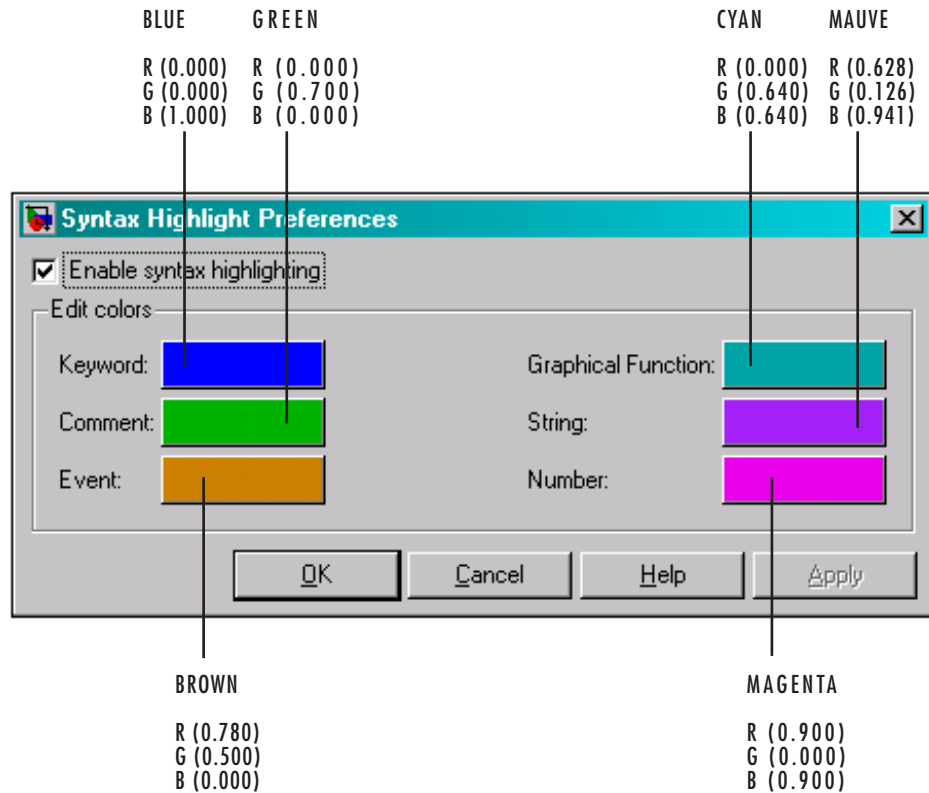 BLUE GREEN CYAN MAUVE
R (0.000) R (0.000) R (0.000) R (0.628)
G (0.000) G (0.700) G (0.640) G (0.126)
B (1.000) B (0.000) B (0.640) B (0.941)
Syntax Highlight Preferences
Enable syntax highlighting
Edit colors
Keyword: Graphical Function:
Comment: String:
Event: Number:
OK Cancel Help Apply
BROWN MAGENTA
R (0.780) R (0.900)
G (0.500) G (0.000)
B (0.000) B (0.900)